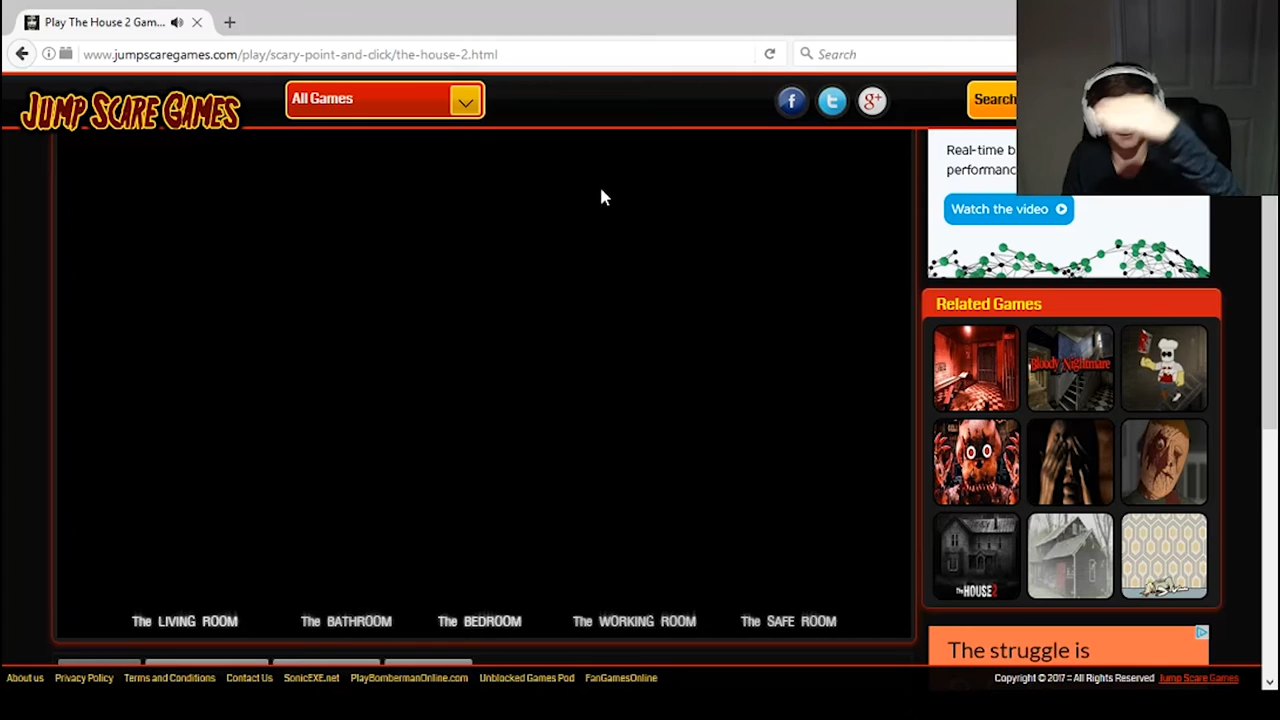 Play The House 2 Gam...
www.jumpscaregames.com/play/scary-point-and-click/the-house-2.html
Search
JUMP SCARE GAMES
All Games
f
t
g+
Search
Real-time b
performanc
Watch the video
Related Games
Bloody Nightmare
THE HOUSE 2
The LIVING ROOM
The BATHROOM
The BEDROOM
The WORKING ROOM
The SAFE ROOM
The struggle is
About us
Privacy Policy
Terms and Conditions
Contact Us
SonicEXE.net
PlayBombermanOnline.com
Unblocked Games Pod
FanGamesOnline
Copyright © 2017 :: All Rights Reserved Jump Scare Games